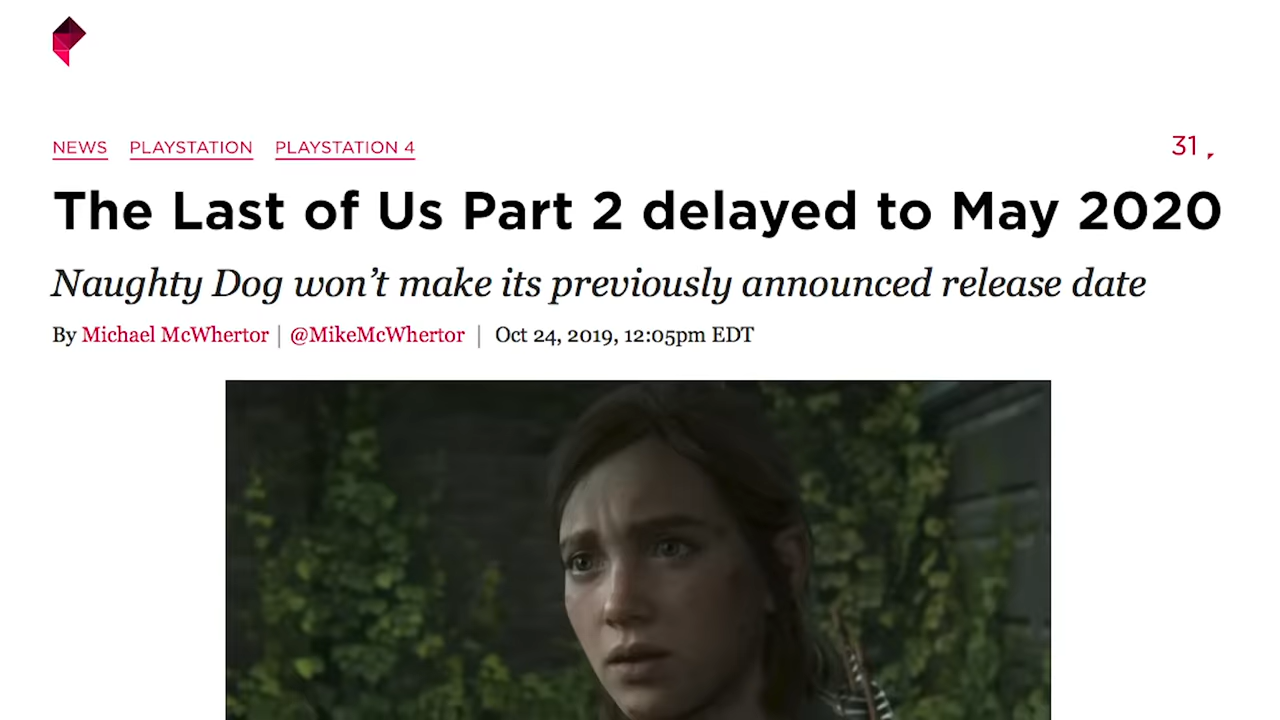 NEWS PLAYSTATION PLAYSTATION 4 31
The Last of Us Part 2 delayed to May 2020
Naughty Dog won’t make its previously announced release date
By Michael McWhertor | @MikeMcWhertor | Oct 24, 2019, 12:05pm EDT